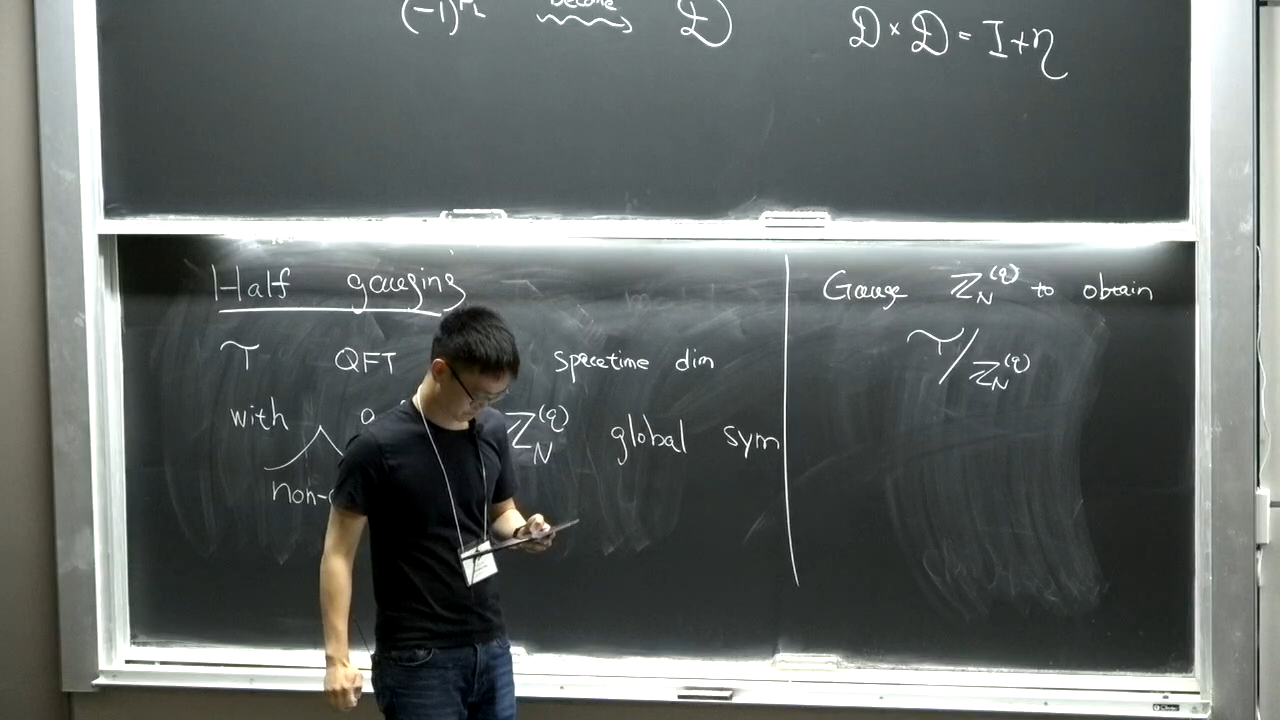 (-1)^{F_L} become 𝒟 𝒟 × 𝒟 = I + η
Half gauging
𝒯 QFT spacetime dim
with ℤ_N^{(q)} global sym
non-
Gauge ℤ_N^{(q)} to obtain
𝒯/ℤ_N^{(q)}